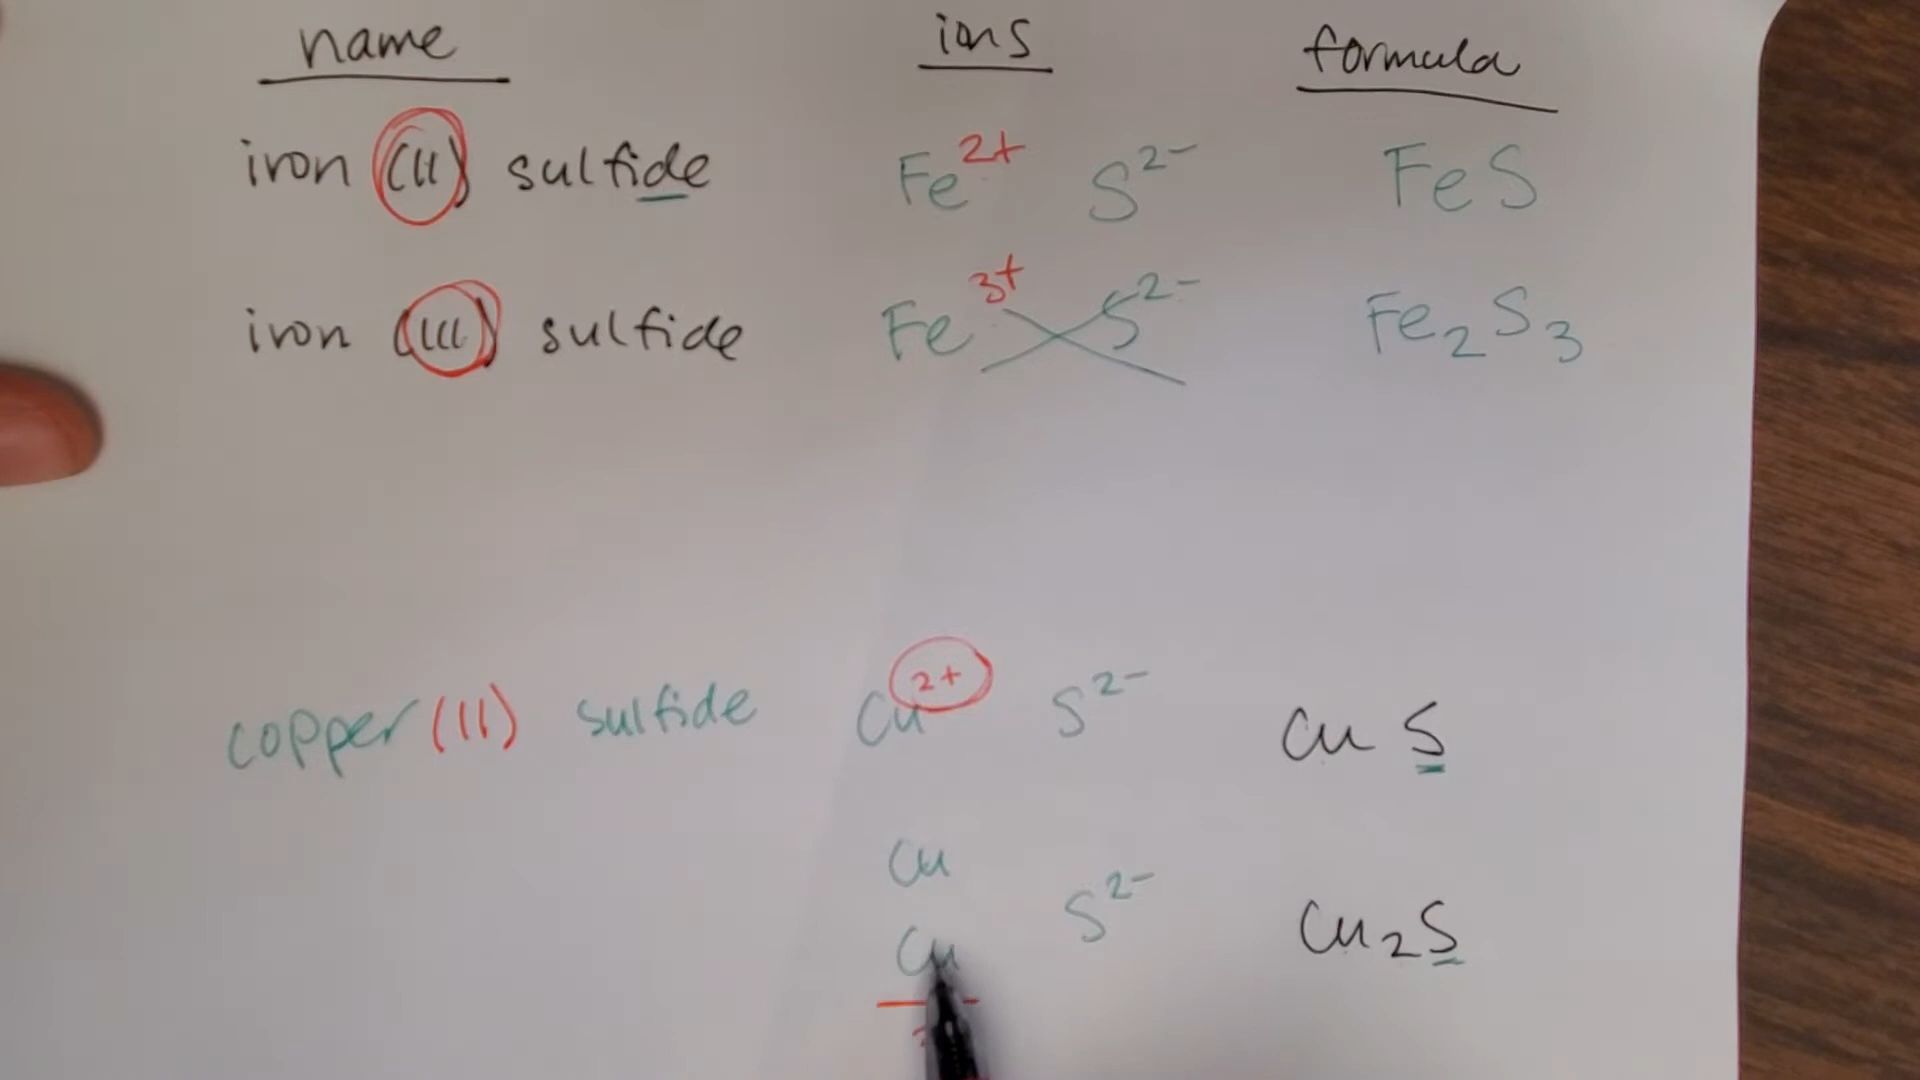 name ions formula
iron (II) sulfide Fe²⁺ S²⁻ FeS
iron (III) sulfide Fe³⁺ S²⁻ Fe₂S₃
copper (II) sulfide Cu²⁺ S²⁻ CuS
Cu
Cu S²⁻ Cu₂S